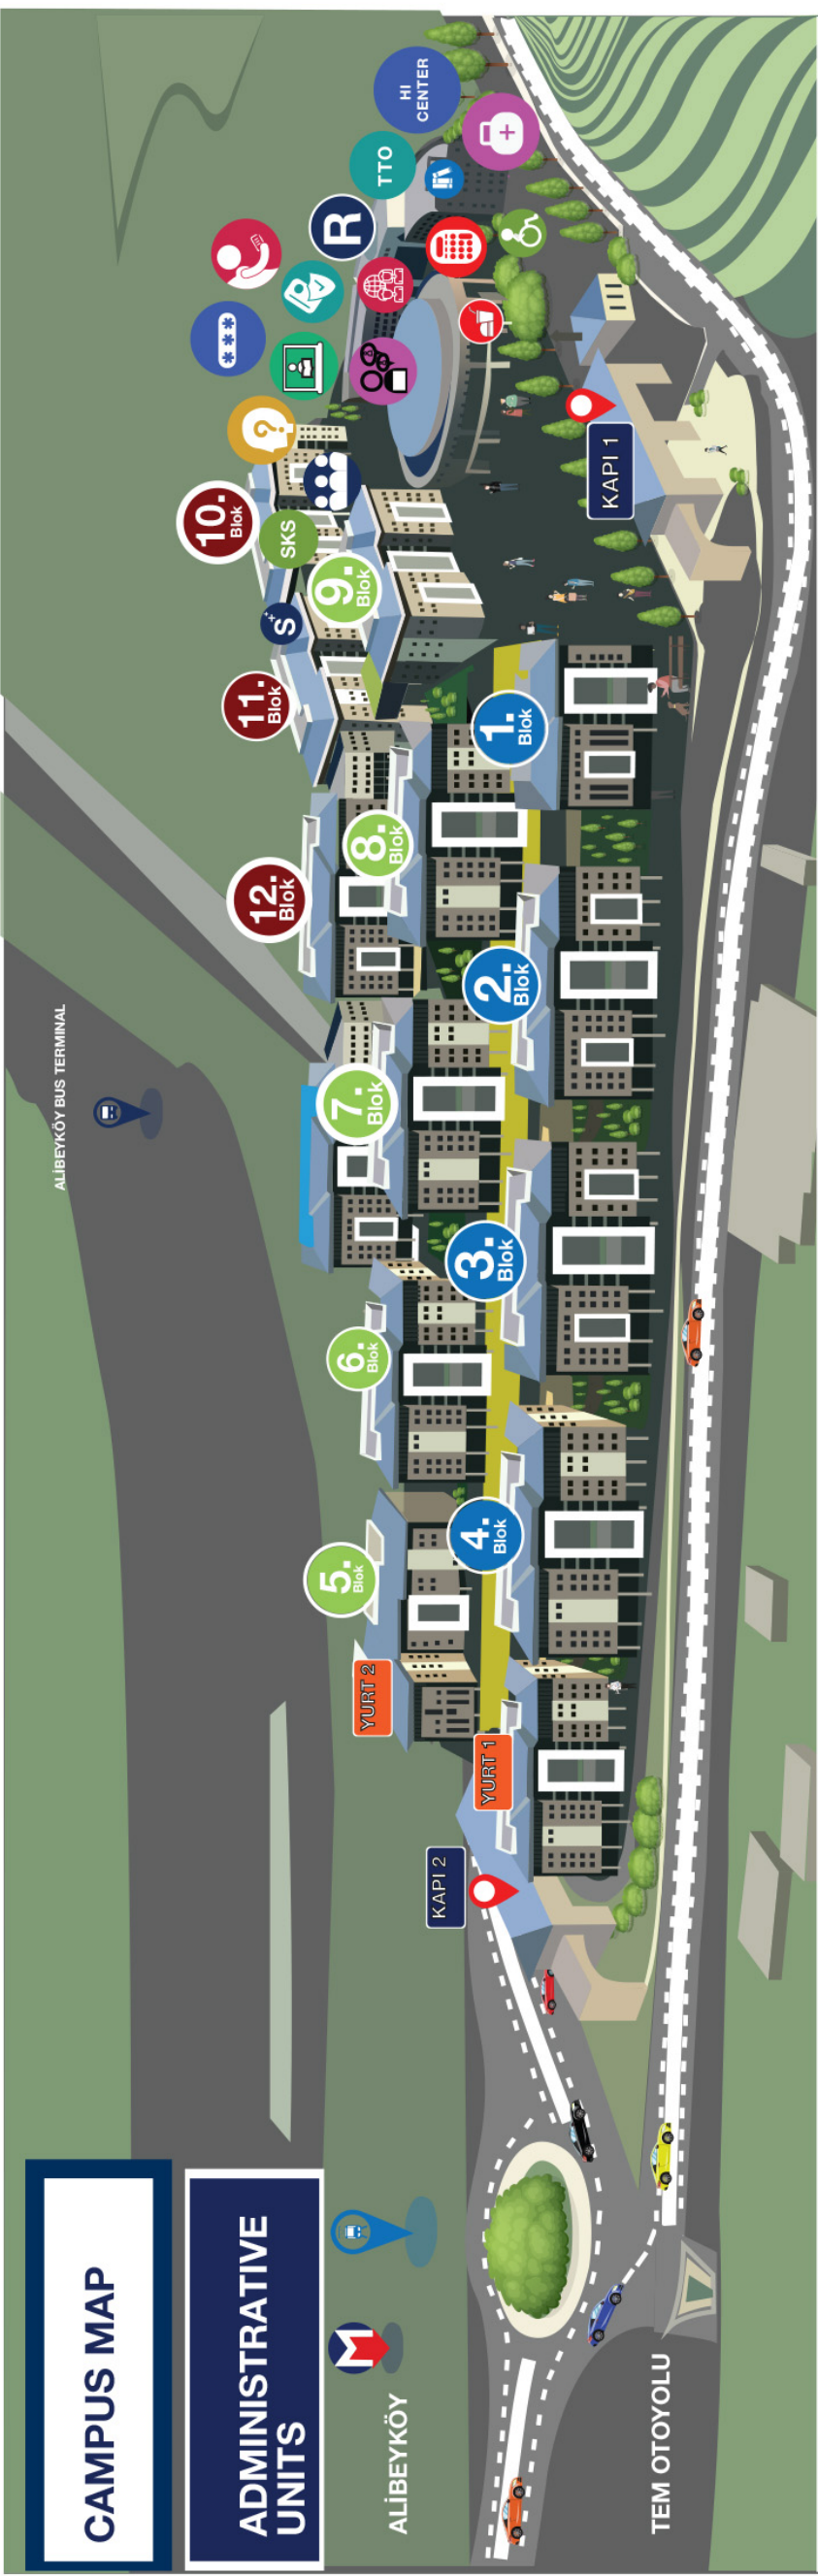 CAMPUS MAP
ADMINISTRATIVE
UNITS
ALİBEYKÖY
M
TEM OTOYOLU
ALİBEYKÖY BUS TERMINAL
KAPI 2
YURT 1
YURT 2
5.
Blok
4.
Blok
6.
Blok
3.
Blok
7.
Blok
2.
Blok
12.
Blok
8.
Blok
1.
Blok
11.
Blok
S
9.
Blok
SKS
10.
Blok
?
***
KAPI 1
R
TTO
HI
CENTER